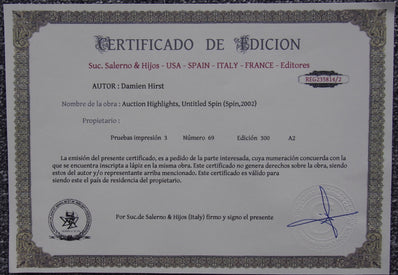 CERTIFICADO DE EDICION
Suc. Salerno & Hijos - USA - SPAIN - ITALY - FRANCE - Editores
REG235814/2
AUTOR : Damien Hirst
Nombre de la obra : Auction Highlights, Untitled Spin (Spin,2002)
Propietario :
Pruebas impresión 3 Número 69 Edición 300 A2
La emisión del presente certificado, es a pedido de la parte interesada, cuya numeración concuerda con la
que se encuentra inscripta a lápiz en la misma obra. Este certificado no genera derechos sobre la obra, siendo
estos del autor y/o representante arriba mencionado. Este certificado es válido para
siendo este el país de residencia del propietario.
Por Suc.de Salerno & Hijos (Italy) firmo y signo el presente